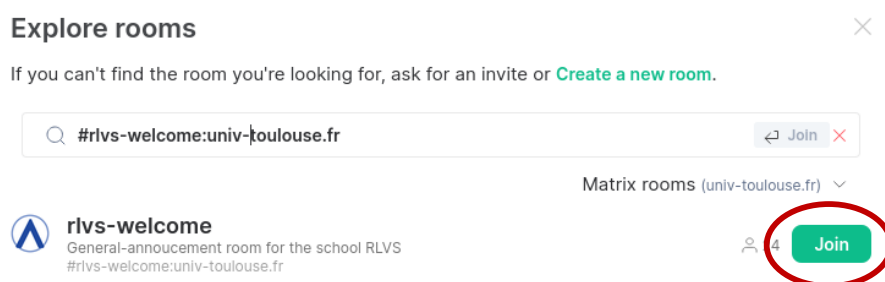 Explore rooms
If you can't find the room you're looking for, ask for an invite or Create a new room.
#rlvs-welcome:univ-toulouse.fr
Join
Matrix rooms (univ-toulouse.fr)
rlvs-welcome
General-annoucement room for the school RLVS
Join
#rlvs-welcome:univ-toulouse.fr